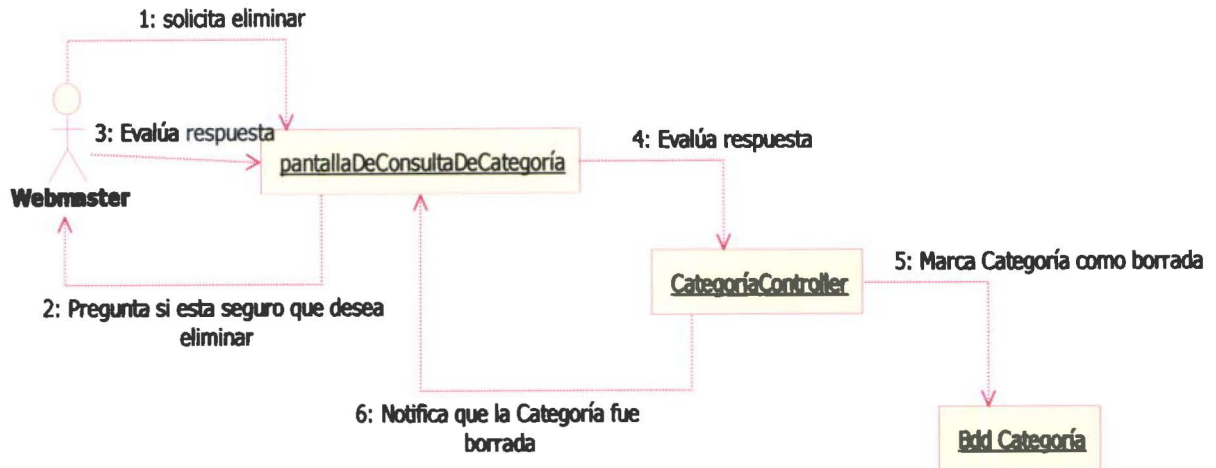 1: solicita eliminar
3: Evalúa respuesta
4: Evalúa respuesta
pantallaDeConsultaDeCategoría
Webmaster
5: Marca Categoría como borrada
CategoríaController
2: Pregunta si esta seguro que desea
eliminar
6: Notifica que la Categoría fue
borrada
Bdd Categoría